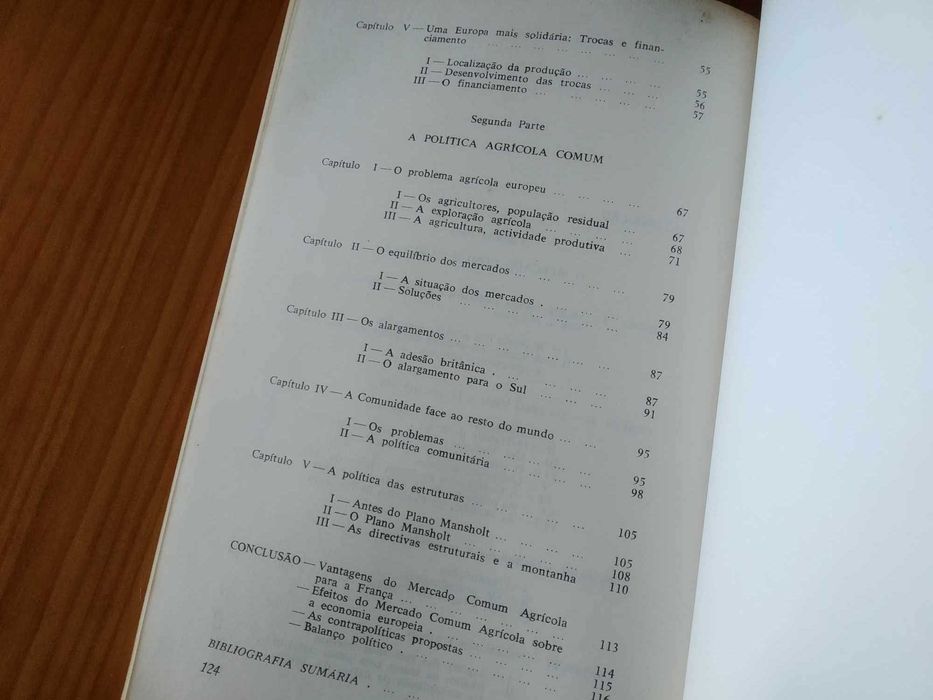 Capítulo V — Uma Europa mais solidária: Trocas e finan-
ciamento ... ... ... ... ... ... ... ... 55
I — Localização da produção ... ... ... ... 55
II — Desenvolvimento das trocas ... ... ... 56
III — O financiamento ... ... ... ... ... ... 57
Segunda Parte
A POLÍTICA AGRÍCOLA COMUM
Capítulo I — O problema agrícola europeu ... ... ... ... 67
I — Os agricultores, população residual ... 67
II — A exploração agrícola ... ... ... ... 68
III — A agricultura, actividade produtiva ... 71
Capítulo II — O equilíbrio dos mercados ... ... ... ... ... 79
I — A situação dos mercados . ... ... ... 79
II — Soluções ... ... ... ... ... ... ... 84
Capítulo III — Os alargamentos ... ... ... ... ... ... 87
I — A adesão britânica . ... ... ... ... 87
II — O alargamento para o Sul ... ... ... 91
Capítulo IV — A Comunidade face ao resto do mundo ... ... 95
I — Os problemas ... ... ... ... ... ... 95
II — A política comunitária ... ... ... ... 98
Capítulo V — A política das estruturas ... ... ... ... ... 105
I — Antes do Plano Mansholt ... ... ... ... 105
II — O Plano Mansholt ... ... ... ... ... 108
III — As directivas estruturais e a montanha 110
CONCLUSÃO — Vantagens do Mercado Comum Agrícola
para a França ... ... ... ... ... ... ... 113
— Efeitos do Mercado Comum Agrícola sobre
a economia europeia . ... ... ... ... ... 114
— As contrapolíticas propostas ... ... ... ... 115
— Balanço político . ... ... ... ... ... ... 116
BIBLIOGRAFIA SUMÁRIA . ... ...
124